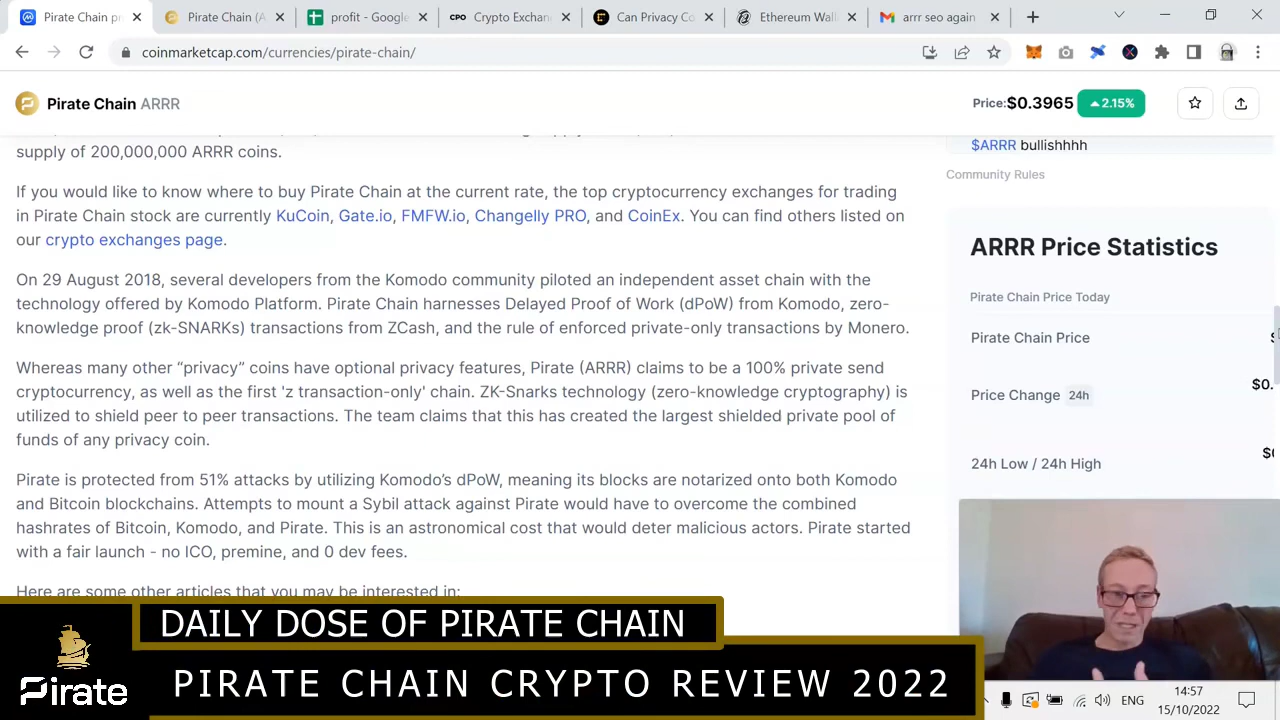 Pirate Chain pr
Pirate Chain (A
profit - Google
CPO Crypto Exchan
Can Privacy Co
Ethereum Wall
arrr seo again
coinmarketcap.com/currencies/pirate-chain/
Pirate Chain ARRR
Price:$0.3965 2.15%
supply of 200,000,000 ARRR coins.
If you would like to know where to buy Pirate Chain at the current rate, the top cryptocurrency exchanges for trading
in Pirate Chain stock are currently KuCoin, Gate.io, FMFW.io, Changelly PRO, and CoinEx. You can find others listed on
our crypto exchanges page.
On 29 August 2018, several developers from the Komodo community piloted an independent asset chain with the
technology offered by Komodo Platform. Pirate Chain harnesses Delayed Proof of Work (dPoW) from Komodo, zero-
knowledge proof (zk-SNARKs) transactions from ZCash, and the rule of enforced private-only transactions by Monero.
Whereas many other “privacy” coins have optional privacy features, Pirate (ARRR) claims to be a 100% private send
cryptocurrency, as well as the first 'z transaction-only' chain. ZK-Snarks technology (zero-knowledge cryptography) is
utilized to shield peer to peer transactions. The team claims that this has created the largest shielded private pool of
funds of any privacy coin.
Pirate is protected from 51% attacks by utilizing Komodo’s dPoW, meaning its blocks are notarized onto both Komodo
and Bitcoin blockchains. Attempts to mount a Sybil attack against Pirate would have to overcome the combined
hashrates of Bitcoin, Komodo, and Pirate. This is an astronomical cost that would deter malicious actors. Pirate started
with a fair launch - no ICO, premine, and 0 dev fees.
Here are some other articles that you may be interested in:
$ARRR bullishhhh
Community Rules
ARRR Price Statistics
Pirate Chain Price Today
Pirate Chain Price
Price Change 24h
$0.
24h Low / 24h High
DAILY DOSE OF PIRATE CHAIN
PIRATE CHAIN CRYPTO REVIEW 2022
Pirate
ENG
14:57
15/10/2022